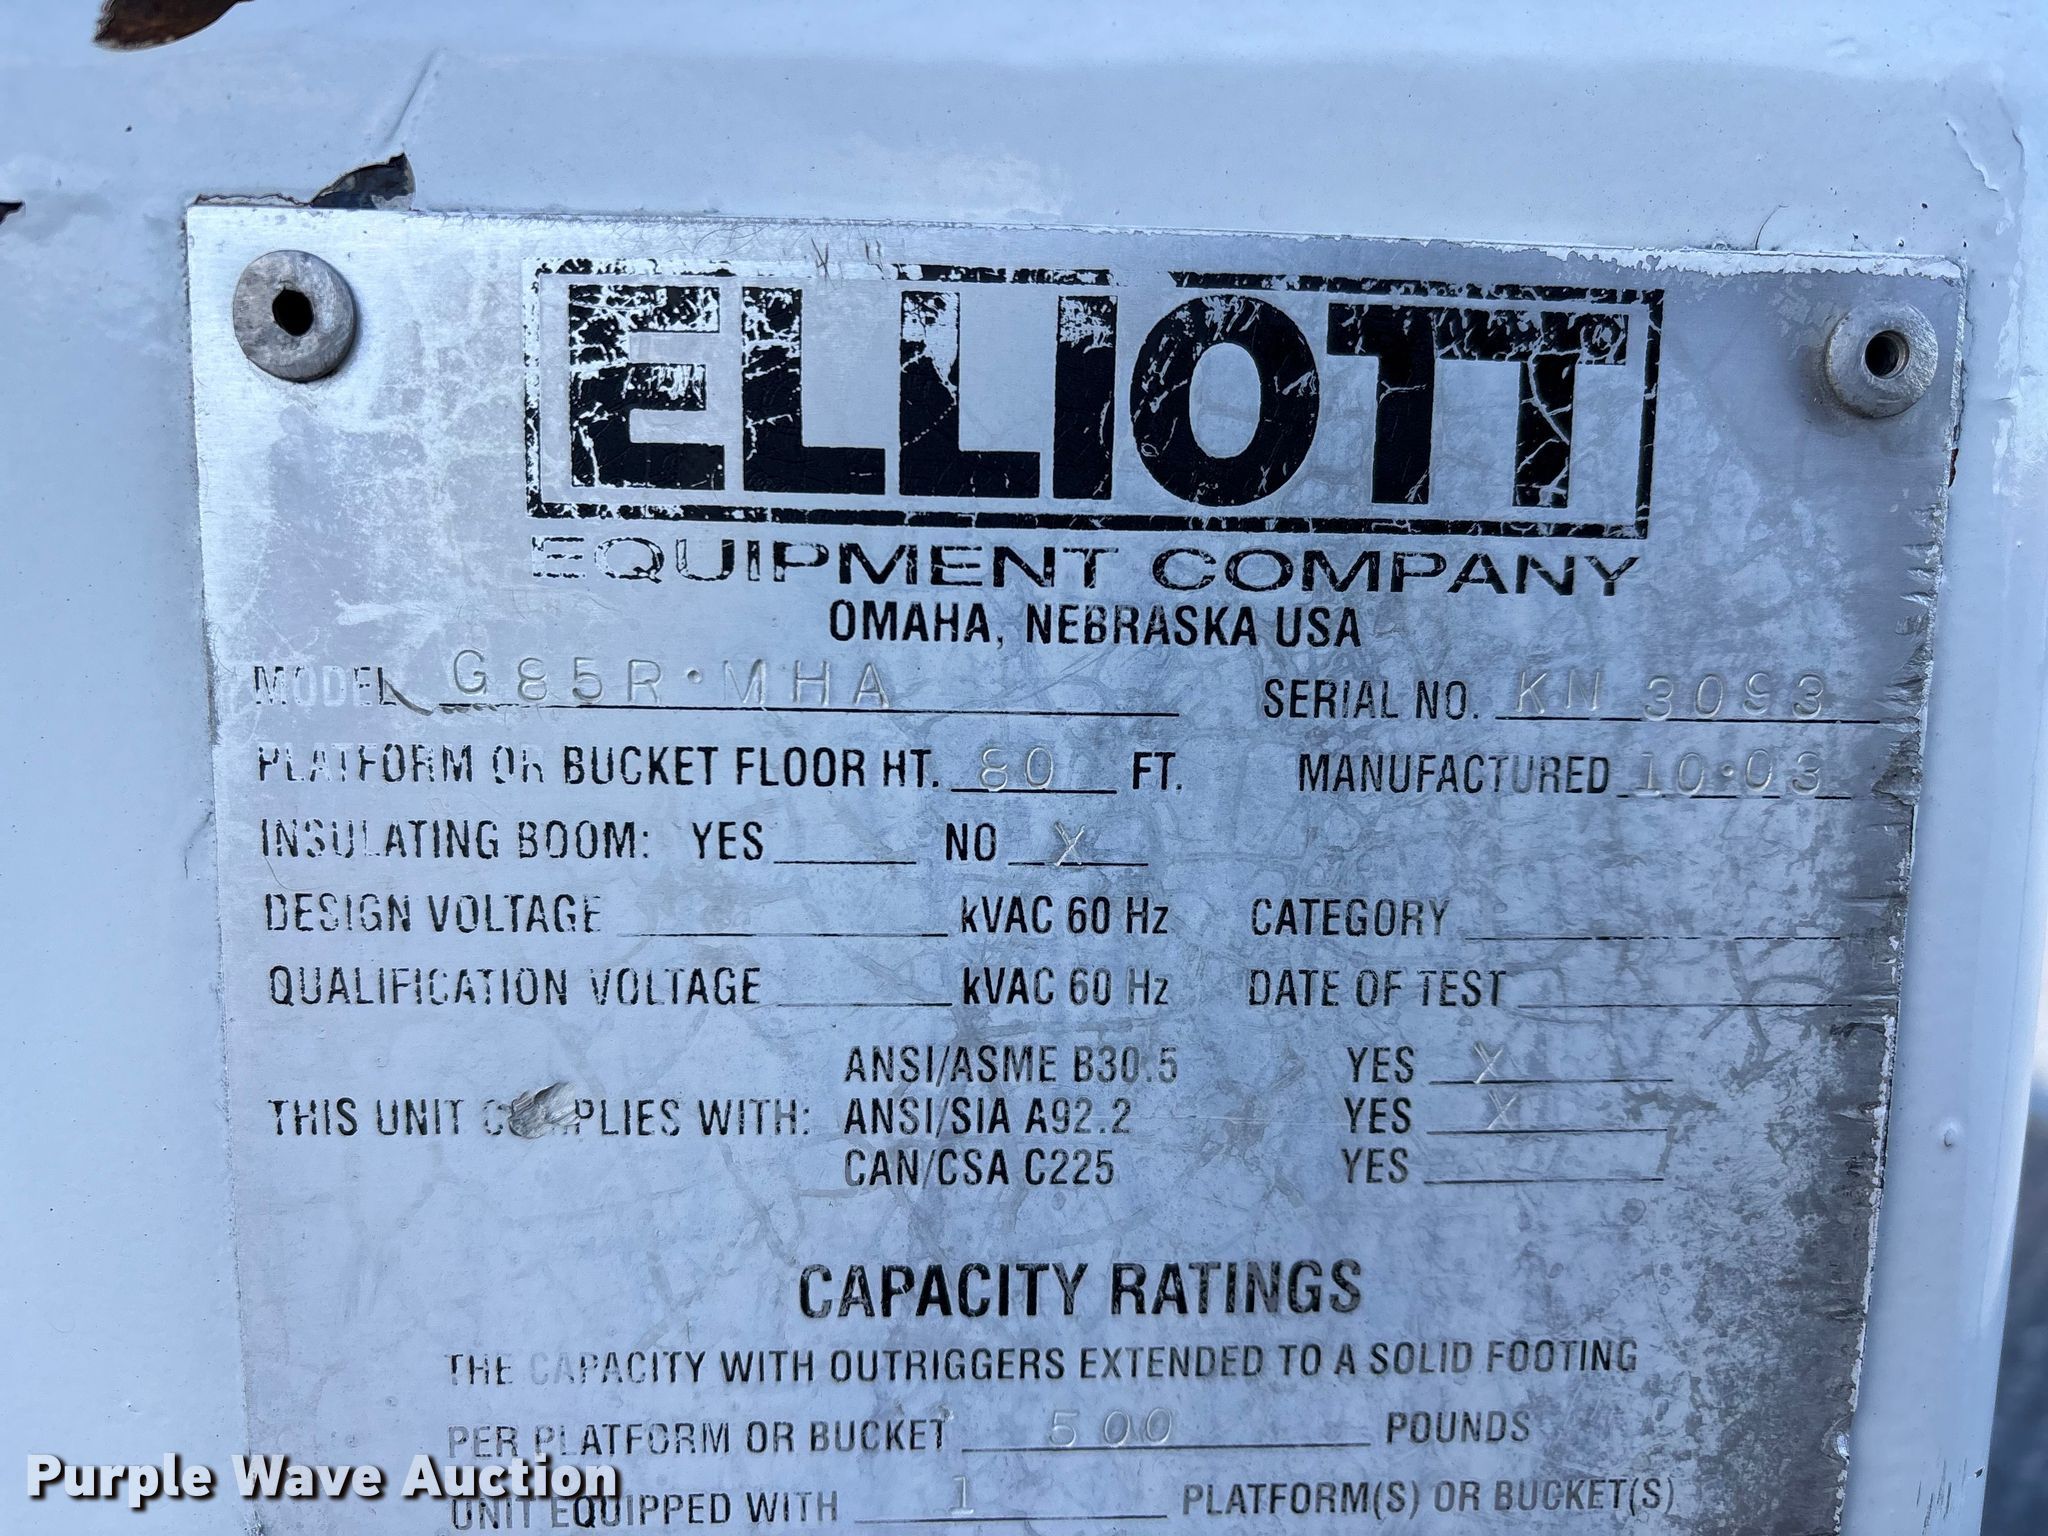 ELLIOTT
EQUIPMENT COMPANY
OMAHA, NEBRASKA USA
MODEL G85R·MHA SERIAL NO. KN 3093
PLATFORM OR BUCKET FLOOR HT. 80 FT. MANUFACTURED 10·03
INSULATING BOOM: YES NO X
DESIGN VOLTAGE kVAC 60 Hz CATEGORY
QUALIFICATION VOLTAGE kVAC 60 Hz DATE OF TEST
ANSI/ASME B30.5 YES X
THIS UNIT COMPLIES WITH: ANSI/SIA A92.2 YES X
CAN/CSA C225 YES
CAPACITY RATINGS
THE CAPACITY WITH OUTRIGGERS EXTENDED TO A SOLID FOOTING
PER PLATFORM OR BUCKET 500 POUNDS
UNIT EQUIPPED WITH 1 PLATFORM(S) OR BUCKET(S)
Purple Wave Auction